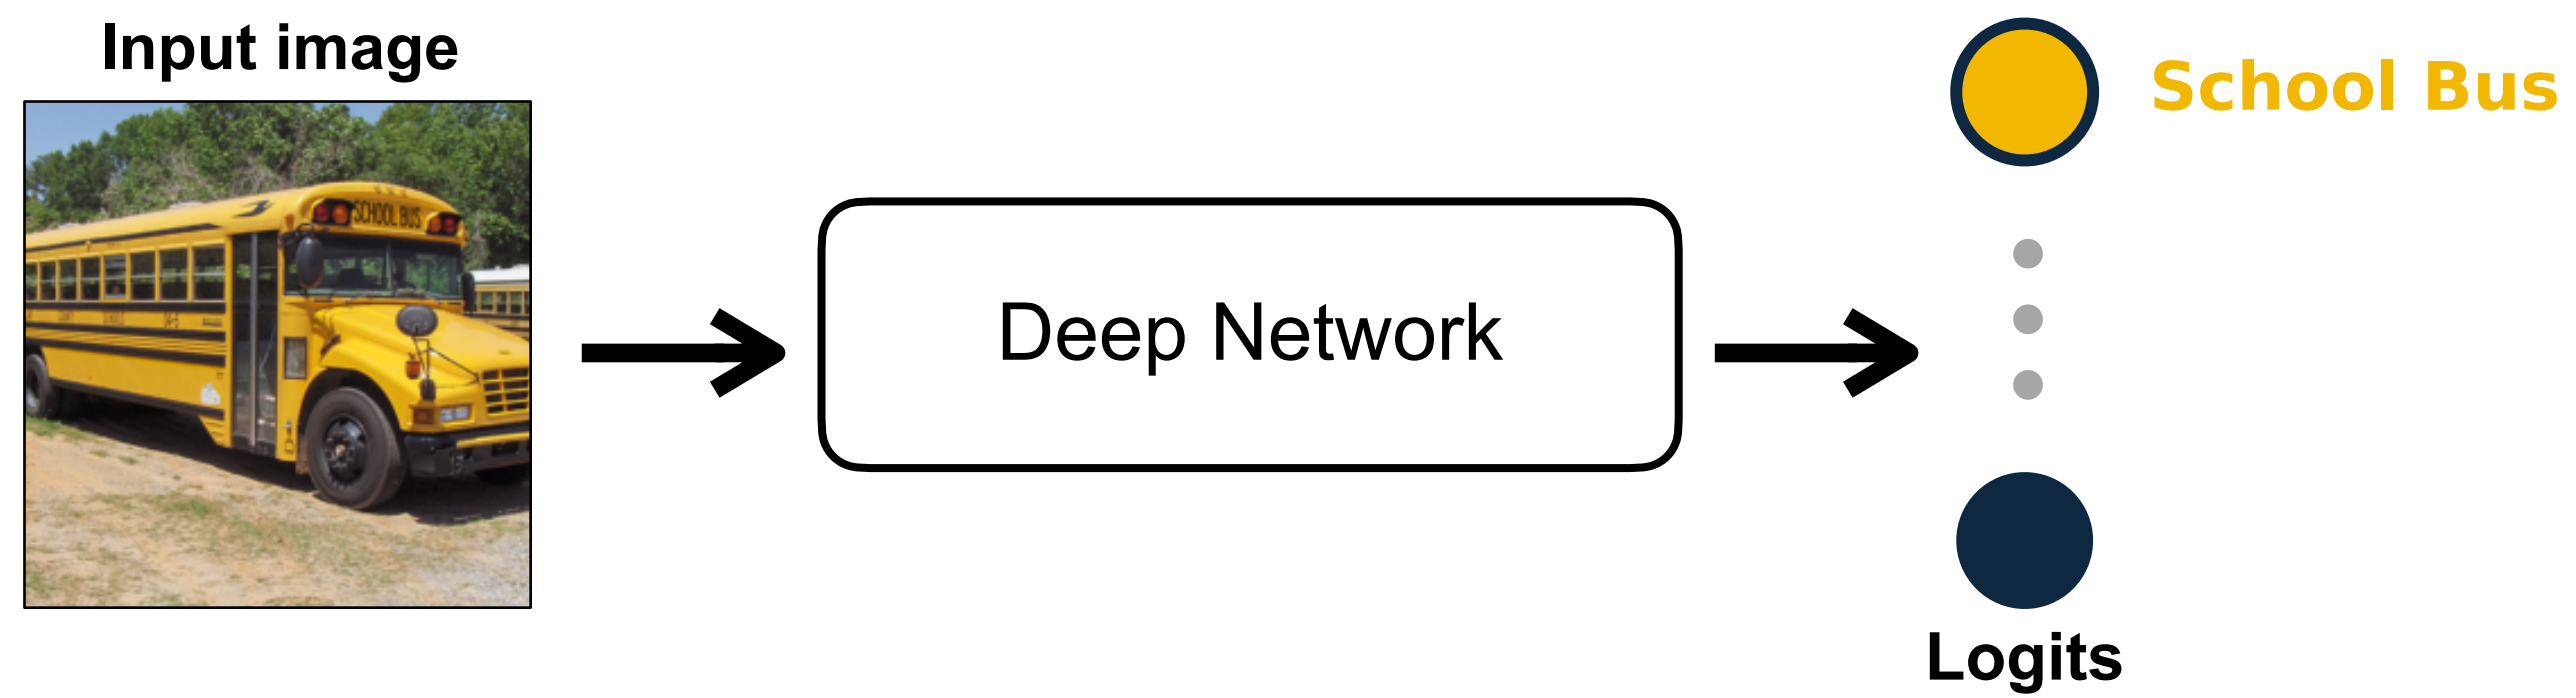 Input image
School Bus
SCHOOL BUS
Deep Network
Logits